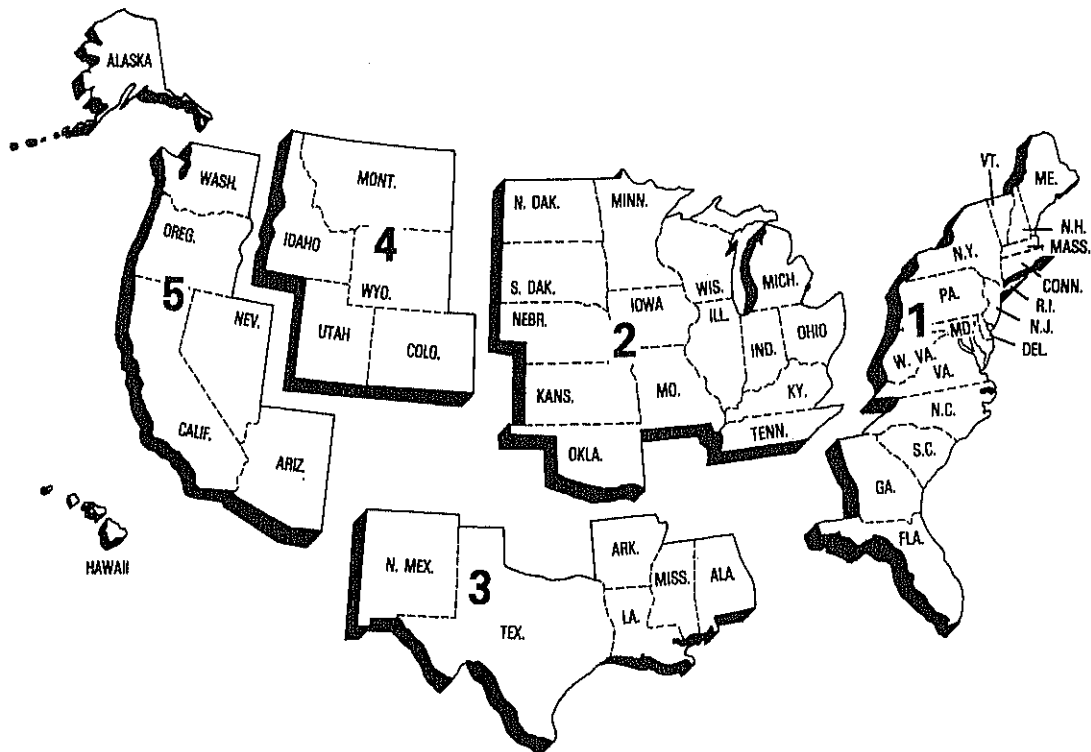 ALASKA
WASH.
OREG.
5
NEV.
CALIF.
ARIZ.
HAWAII
MONT.
IDAHO
4
WYO.
UTAH
COLO.
N. DAK.
MINN.
S. DAK.
WIS.
MICH.
NEBR.
IOWA
2
ILL.
IND.
OHIO
KANS.
MO.
KY.
OKLA.
TENN.
N. MEX.
3
TEX.
ARK.
LA.
MISS.
ALA.
VT.
ME.
N.H.
MASS.
N.Y.
CONN.
R.I.
PA.
N.J.
1
MD.
DEL.
W. VA.
VA.
N.C.
S.C.
GA.
FLA.